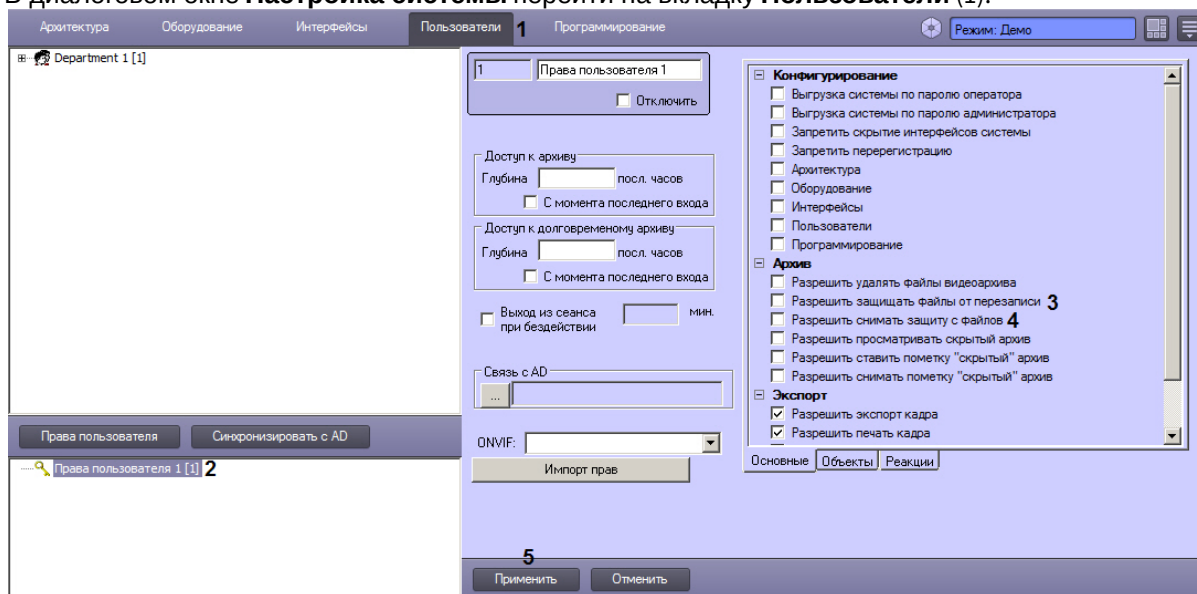 В диалоговом окне Настройка системы перейти на вкладку Пользователи (1).
Архитектура Оборудование Интерфейсы Пользователи 1 Программирование Режим: Демо
Department 1 [1]
1 Права пользователя 1
Отключить
Доступ к архиву
Глубина посл. часов
С момента последнего входа
Доступ к долговременому архиву
Глубина посл. часов
С момента последнего входа
Выход из сеанса мин.
при бездействии
Связь с AD
...
ONVIF:
Импорт прав
Конфигурирование
Выгрузка системы по паролю оператора
Выгрузка системы по паролю администратора
Запретить скрытие интерфейсов системы
Запретить перерегистрацию
Архитектура
Оборудование
Интерфейсы
Пользователи
Программирование
Архив
Разрешить удалять файлы видеоархива
Разрешить защищать файлы от перезаписи 3
Разрешить снимать защиту с файлов 4
Разрешить просматривать скрытый архив
Разрешить ставить пометку "скрытый" архив
Разрешить снимать пометку "скрытый" архив
Экспорт
Разрешить экспорт кадра
Разрешить печать кадра
Основные Объекты Реакции
Права пользователя Синхронизировать с AD
Права пользователя 1 [1] 2
5
Применить Отменить